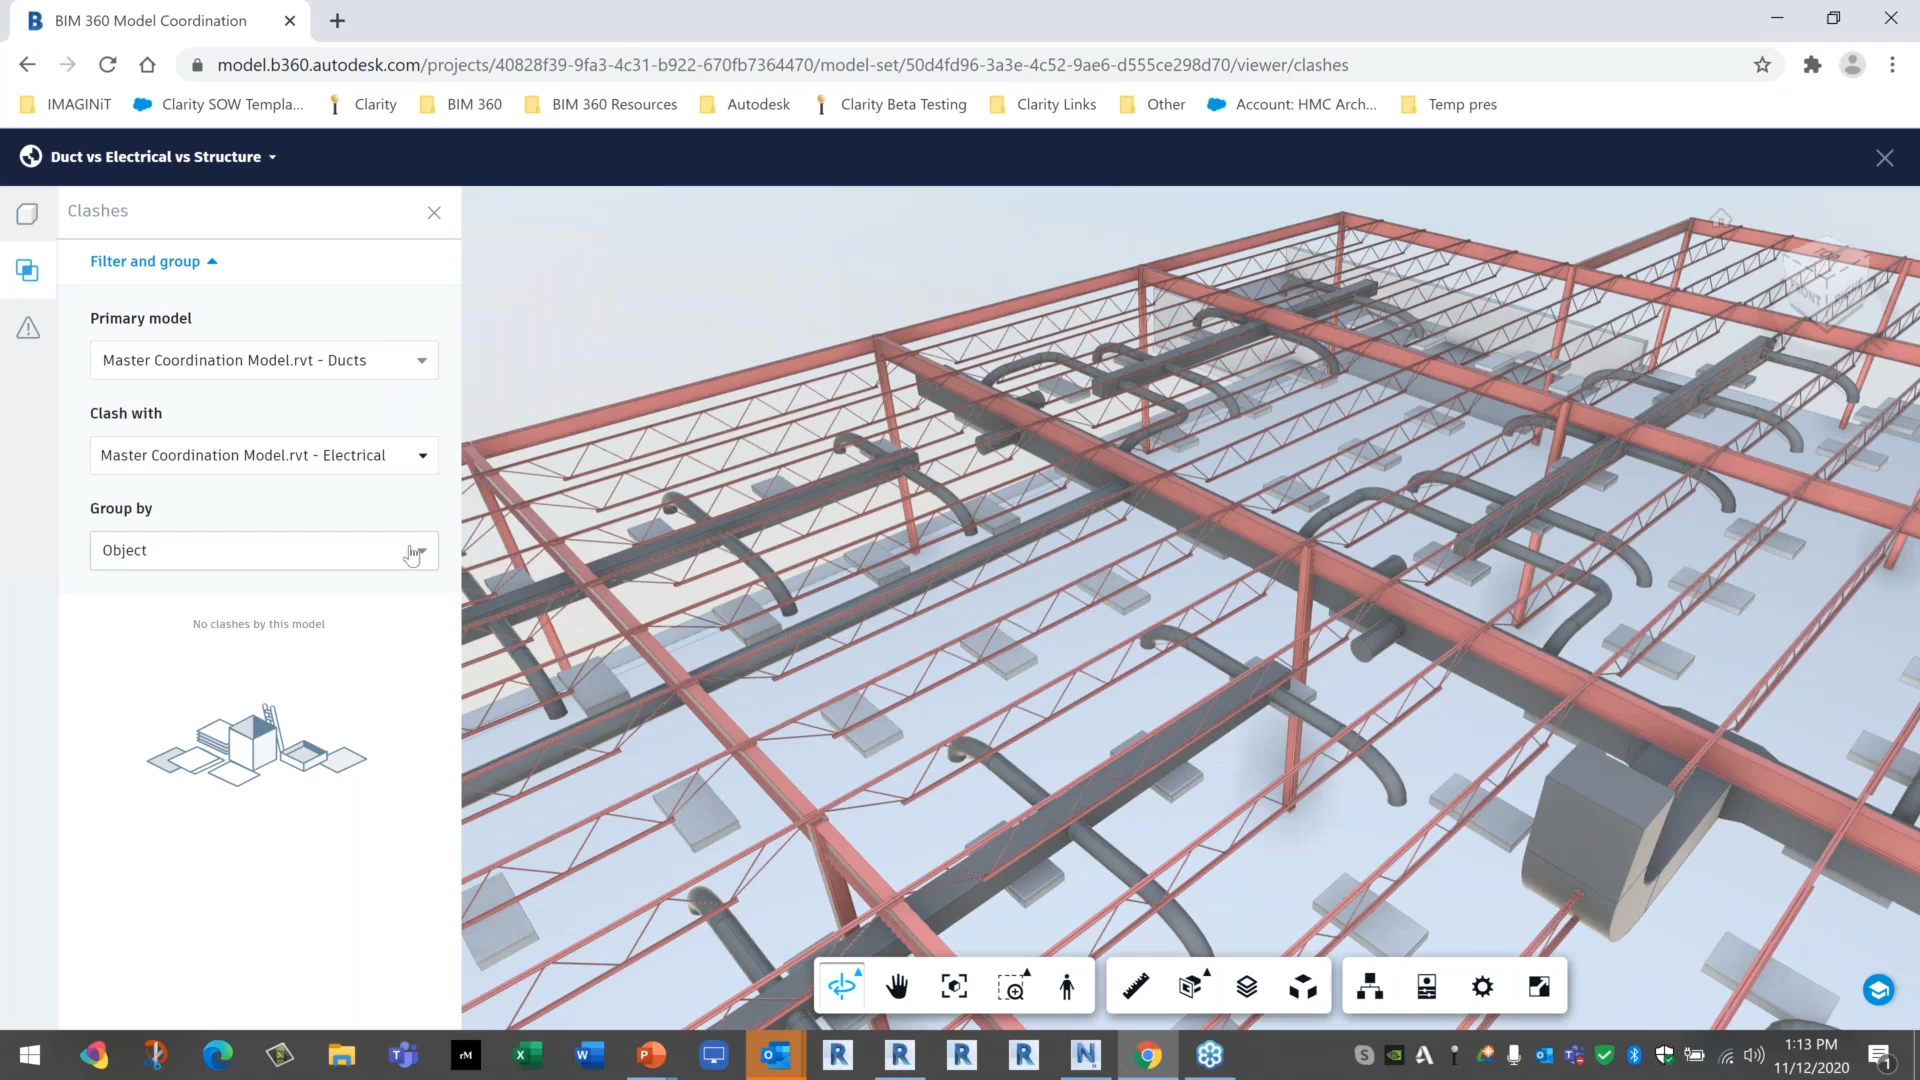 BIM 360 Model Coordination
model.b360.autodesk.com/projects/40828f39-9fa3-4c31-b922-670fb7364470/model-set/50d4fd96-3a3e-4c52-9ae6-d555ce298d70/viewer/clashes
IMAGINiT Clarity SOW Templa... Clarity BIM 360 BIM 360 Resources Autodesk Clarity Beta Testing Clarity Links Other Account: HMC Arch... Temp pres
Duct vs Electrical vs Structure
Clashes
Filter and group
Primary model
Master Coordination Model.rvt - Ducts
Clash with
Master Coordination Model.rvt - Electrical
Group by
Object
No clashes by this model
FRONT
RIGHT
rM
1:13 PM
11/12/2020
1